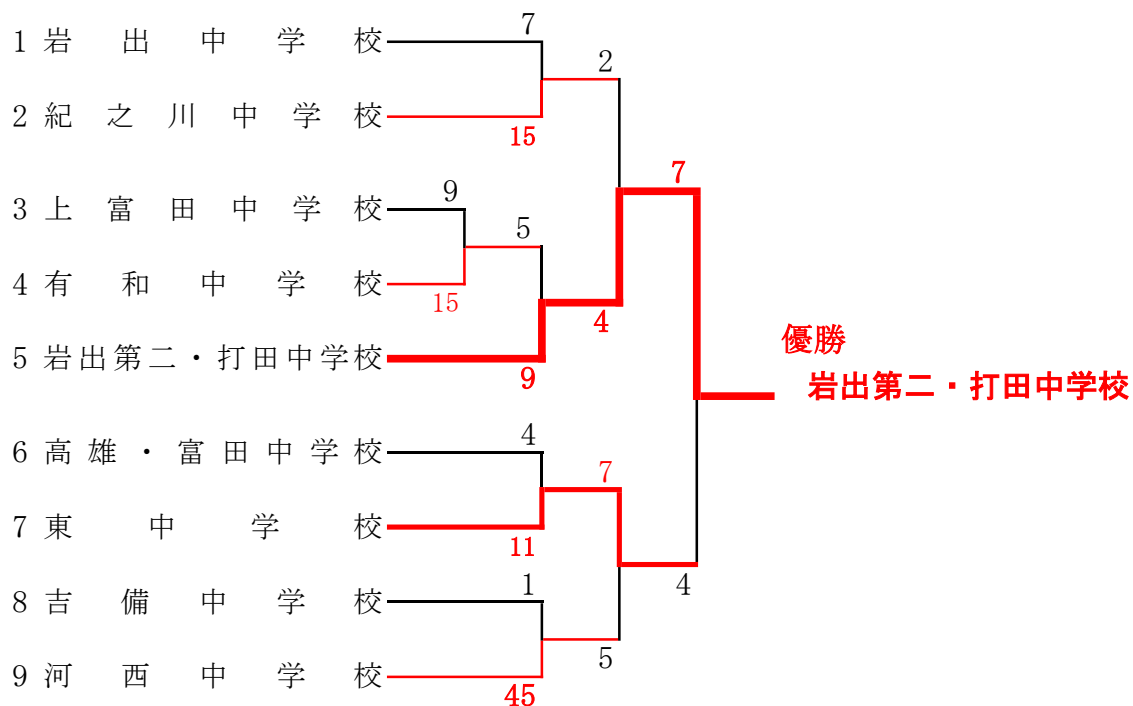 7
1 岩出中学校
2
2 紀之川中学校
15
7
9
3 上富田中学校
5
4 有和中学校
15
4
優勝
5 岩出第二・打田中学校
9
岩出第二・打田中学校
4
6 高雄・富田中学校
7
7 東中学校
11
1
4
8 吉備中学校
5
9 河西中学校
45